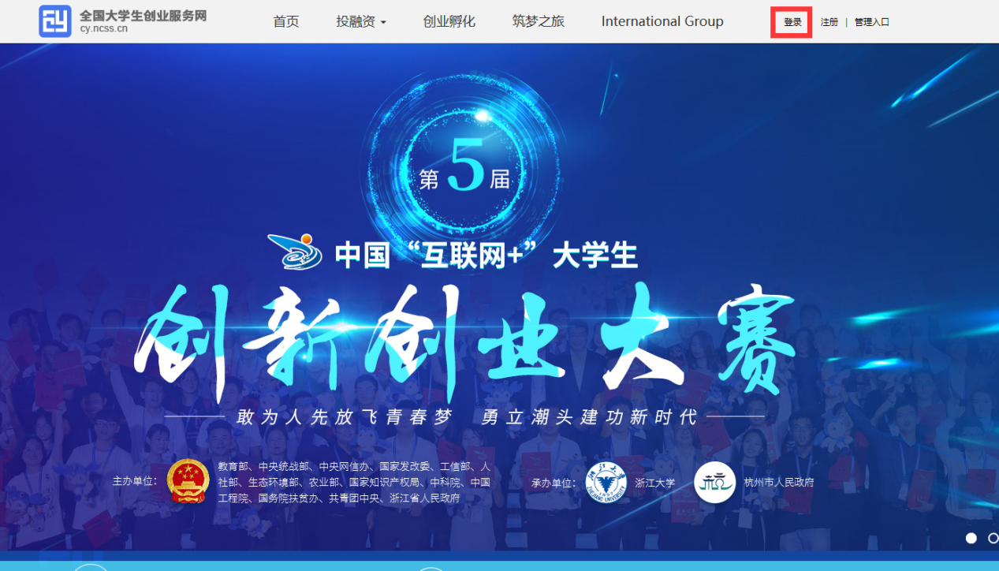 全国大学生创业服务网
cy.ncss.cn
首页 投融资 创业孵化 筑梦之旅 International Group 登录 注册 | 管理入口
第5届
中国“互联网+”大学生
创新创业大赛
敢为人先放飞青春梦 勇立潮头建功新时代
主办单位：
教育部、中央统战部、中央网信办、国家发改委、工信部、人
社部、生态环境部、农业部、国家知识产权局、中科院、中国
工程院、国务院扶贫办、共青团中央、浙江省人民政府
承办单位：
浙江大学
ZHEJIANG UNIVERSITY
1897
杭州市人民政府